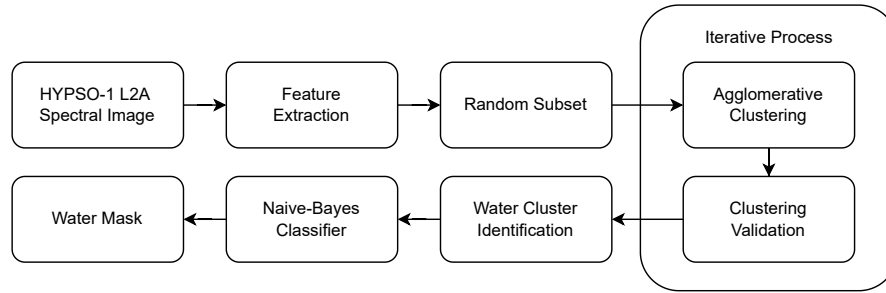 Iterative Process
HYPSO-1 L2A
Spectral Image
Feature
Extraction
Random Subset
Agglomerative
Clustering
Clustering
Validation
Water Cluster
Identification
Naive-Bayes
Classifier
Water Mask